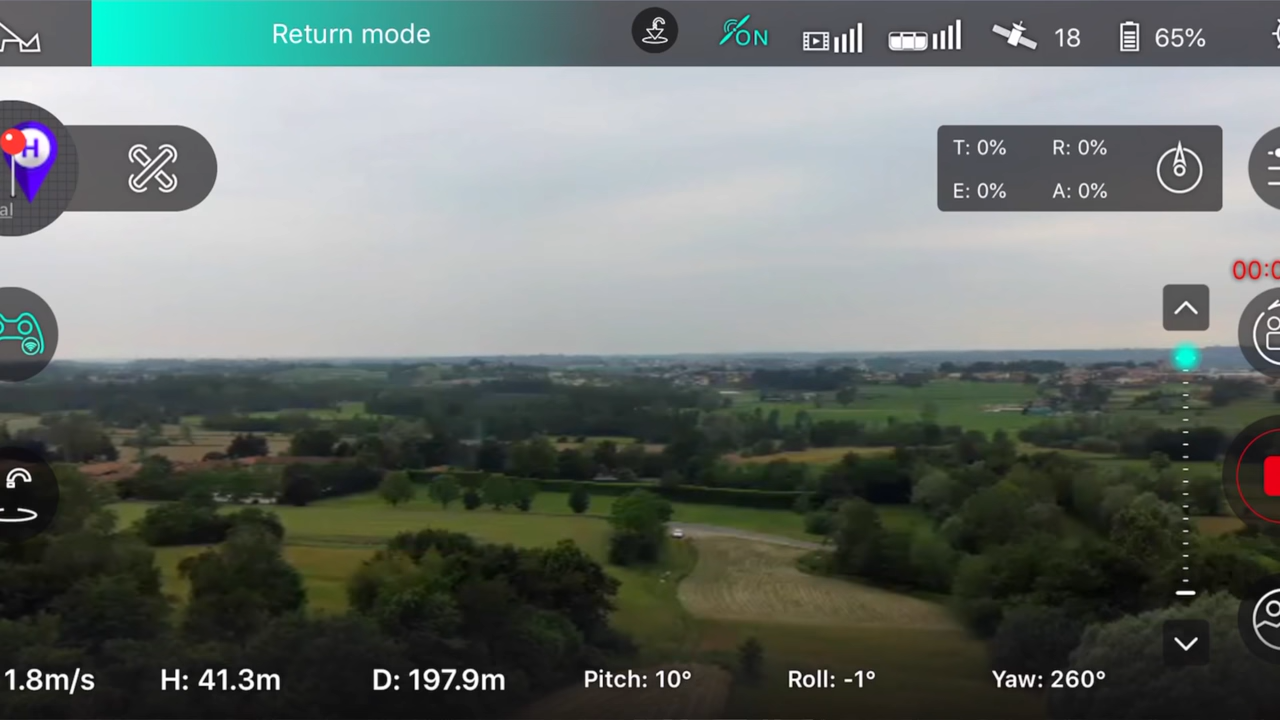 Return mode
ON
18
65%
H
al
T: 0%
R: 0%
E: 0%
A: 0%
00:0
1.8m/s
H: 41.3m
D: 197.9m
Pitch: 10°
Roll: -1°
Yaw: 260°